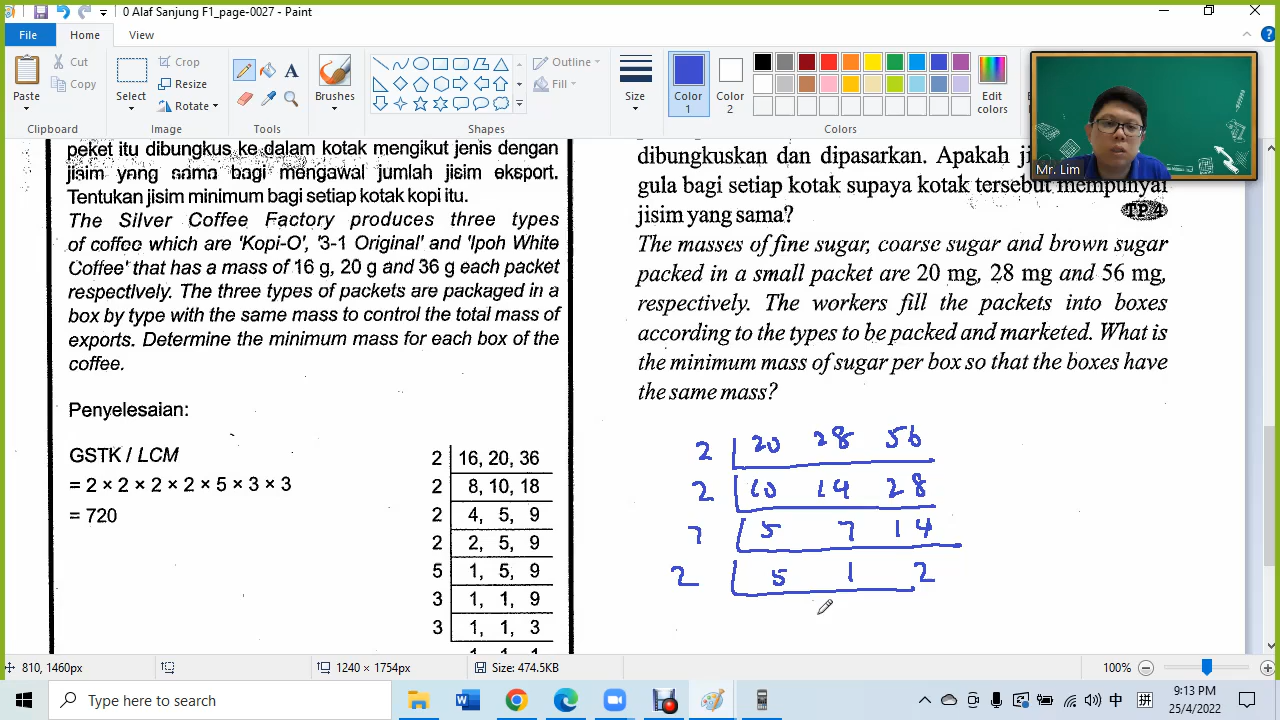 0 Alaf Sanjung F1_page-0027 - Paint
File Home View
Paste
Cut
Copy
Clipboard
Select
Crop
Resize
Rotate
Image
A
Tools
Brushes
Outline
Fill
Shapes
Size
Color 1
Color 2
Edit colors
Colors
Mr. Lim
peket itu dibungkus ke dalam kotak mengikut jenis dengan
jisim yang sama bagi mengawal jumlah jisim eksport.
Tentukan jisim minimum bagi setiap kotak kopi itu.
The Silver Coffee Factory produces three types
of coffee which are 'Kopi-O', '3-1 Original' and 'Ipoh White
Coffee' that has a mass of 16 g, 20 g and 36 g each packet
respectively. The three types of packets are packaged in a
box by type with the same mass to control the total mass of
exports. Determine the minimum mass for each box of the
coffee.
Penyelesaian:
GSTK / LCM
= 2 × 2 × 2 × 2 × 5 × 3 × 3
= 720
2 16, 20, 36
2 8, 10, 18
2 4, 5, 9
2 2, 5, 9
5 1, 5, 9
3 1, 1, 9
3 1, 1, 3
dibungkuskan dan dipasarkan. Apakah
gula bagi setiap kotak supaya kotak tersebut mempunyai
jisim yang sama?
TP 4
The masses of fine sugar, coarse sugar and brown sugar
packed in a small packet are 20 mg, 28 mg and 56 mg,
respectively. The workers fill the packets into boxes
according to the types to be packed and marketed. What is
the minimum mass of sugar per box so that the boxes have
the same mass?
2 20 28 56
2 10 14 28
7 5 7 14
2 5 1 2
810, 1460px
1240 × 1754px
Size: 474.5KB
100%
Type here to search
中
拼
9:13 PM
25/4/2022